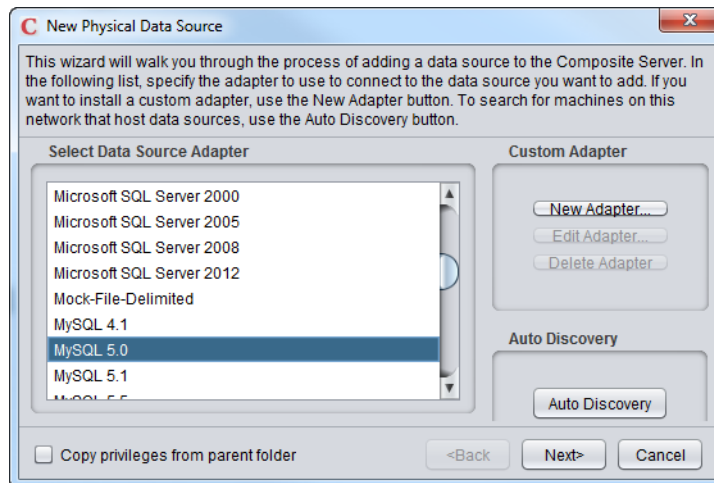 New Physical Data Source
This wizard will walk you through the process of adding a data source to the Composite Server. In
the following list, specify the adapter to use to connect to the data source you want to add. If you
want to install a custom adapter, use the New Adapter button. To search for machines on this
network that host data sources, use the Auto Discovery button.
Select Data Source Adapter
Microsoft SQL Server 2000
Microsoft SQL Server 2005
Microsoft SQL Server 2008
Microsoft SQL Server 2012
Mock-File-Delimited
MySQL 4.1
MySQL 5.0
MySQL 5.1
MySQL 5.5
Custom Adapter
New Adapter...
Edit Adapter...
Delete Adapter
Auto Discovery
Auto Discovery
Copy privileges from parent folder
<Back
Next>
Cancel